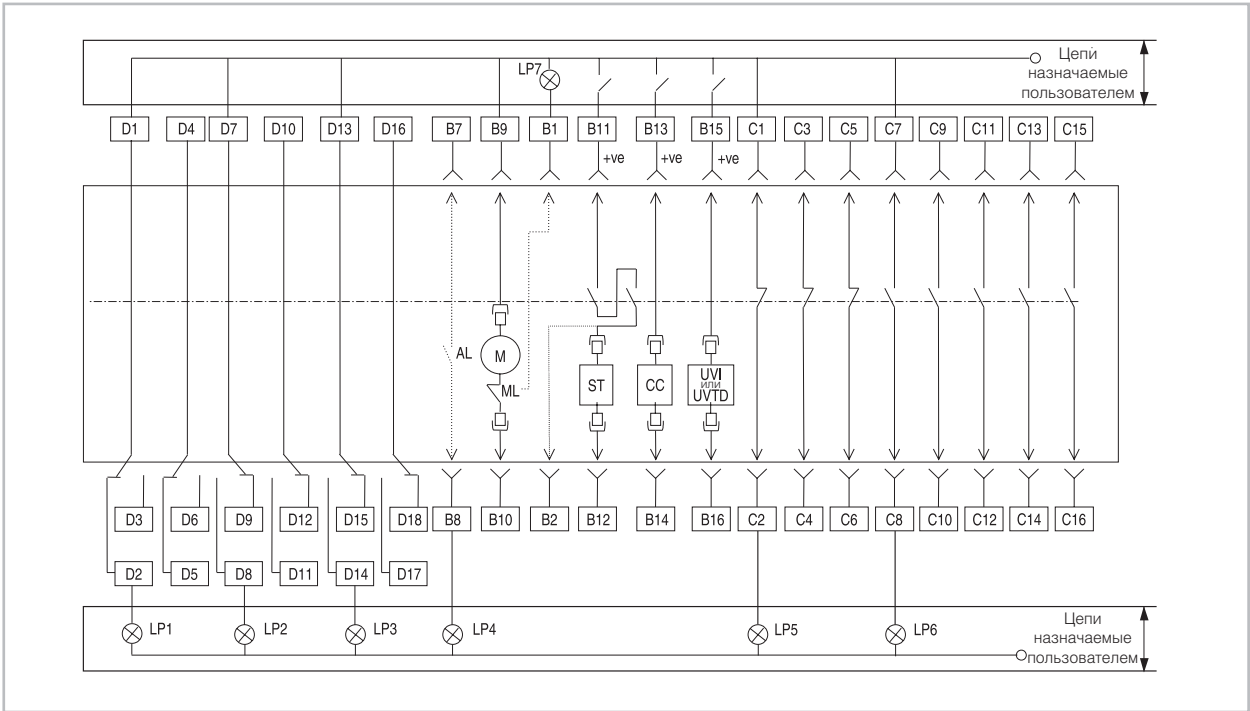 Цепи
назначаемые
пользователем
LP7
D1 D4 D7 D10 D13 D16 B7 B9 B1 B11 B13 B15 C1 C3 C5 C7 C9 C11 C13 C15
+ve +ve +ve
AL M ML ST CC UVI
или
UVTD
D3 D6 D9 D12 D15 D18 B8 B10 B2 B12 B14 B16 C2 C4 C6 C8 C10 C12 C14 C16
D2 D5 D8 D11 D14 D17
LP1 LP2 LP3 LP4 LP5 LP6
Цепи
назначаемые
пользователем